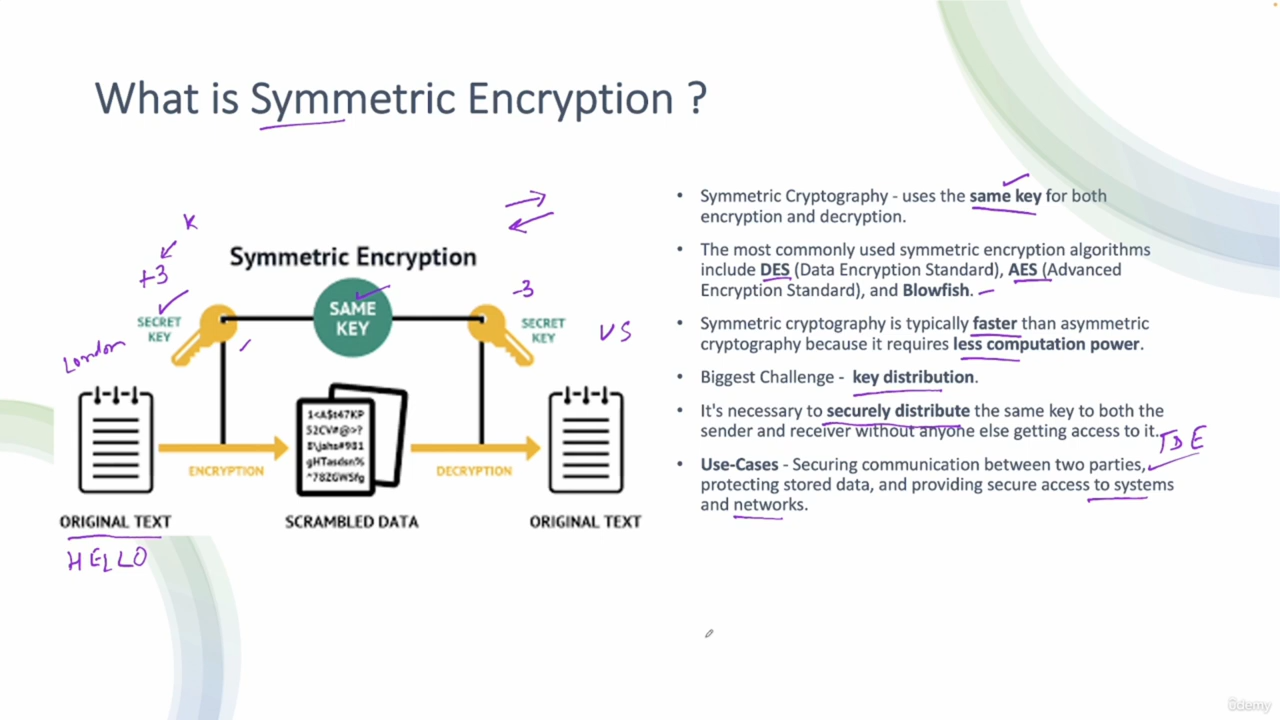 What is Symmetric Encryption ?
K
+3
Symmetric Encryption
SAME
KEY
-3
SECRET
KEY
SECRET
KEY
London
US
1<A$t47KP
52CV#@>?
gHTasdsn%
^78ZGWSfg
ENCRYPTION
DECRYPTION
ORIGINAL TEXT
SCRAMBLED DATA
ORIGINAL TEXT
HELLO
• Symmetric Cryptography - uses the same key for both
encryption and decryption.
• The most commonly used symmetric encryption algorithms
include DES (Data Encryption Standard), AES (Advanced
Encryption Standard), and Blowfish.
• Symmetric cryptography is typically faster than asymmetric
cryptography because it requires less computation power.
• Biggest Challenge - key distribution.
• It's necessary to securely distribute the same key to both the
sender and receiver without anyone else getting access to it.
TDE
• Use-Cases - Securing communication between two parties,
protecting stored data, and providing secure access to systems
and networks.
ûdemy